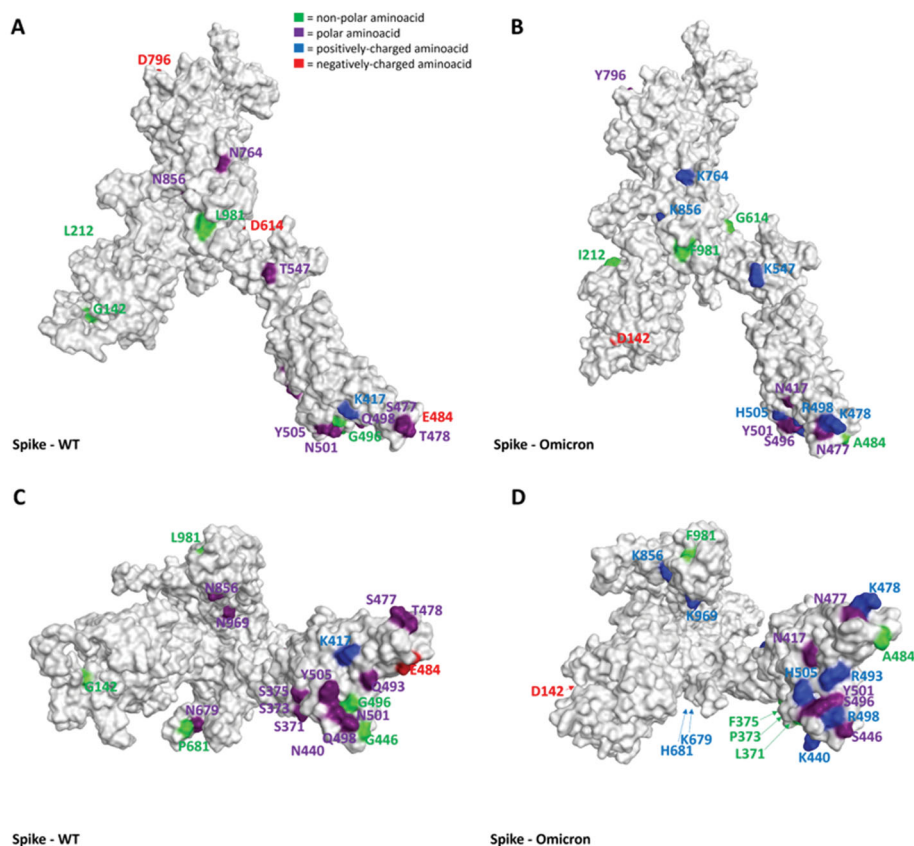 A
= non-polar aminoacid
= polar aminoacid
= positively-charged aminoacid
= negatively-charged aminoacid
D796
N764
N856
L981
L212
D614
T547
G142
K417
S477
E484
Q498
Y505
G496
T478
N501
Spike - WT
B
Y796
K764
K856
G614
I212
F981
K547
D142
N417
H505
R498
K478
Y501
S496
A484
N477
Spike - Omicron
C
L981
N856
N969
S477
T478
K417
E484
Y505
Q493
G142
S375
G496
S373
N501
N679
S371
P681
Q498
G446
N440
Spike - WT
D
F981
K856
K478
N477
K969
N417
A484
H505
R493
D142
Y501
S496
F375
R498
P373
K679
S446
H681
L371
K440
Spike - Omicron